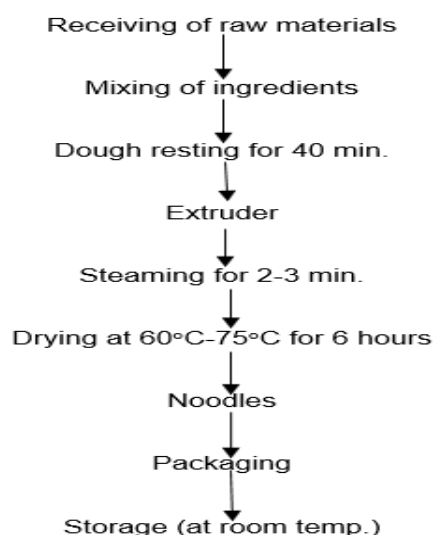 Receiving of raw materials
Mixing of ingredients
Dough resting for 40 min.
Extruder
Steaming for 2-3 min.
Drying at 60°C-75°C for 6 hours
Noodles
Packaging
Storage (at room temp.)